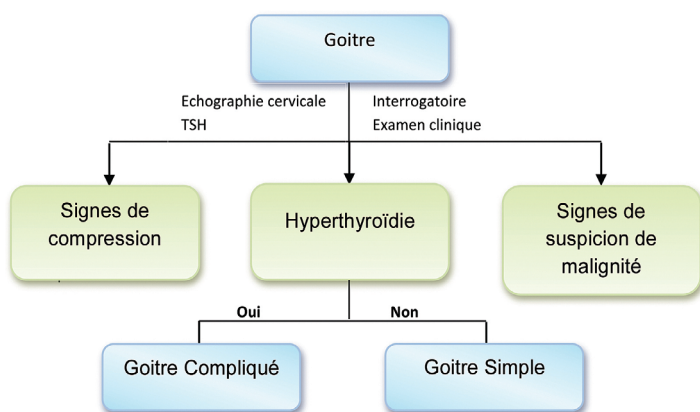 Goitre
Echographie cervicale
TSH
Interrogatoire
Examen clinique
Signes de
compression
Hyperthyroïdie
Signes de
suspicion de
malignité
Oui
Non
Goitre Compliqué
Goitre Simple